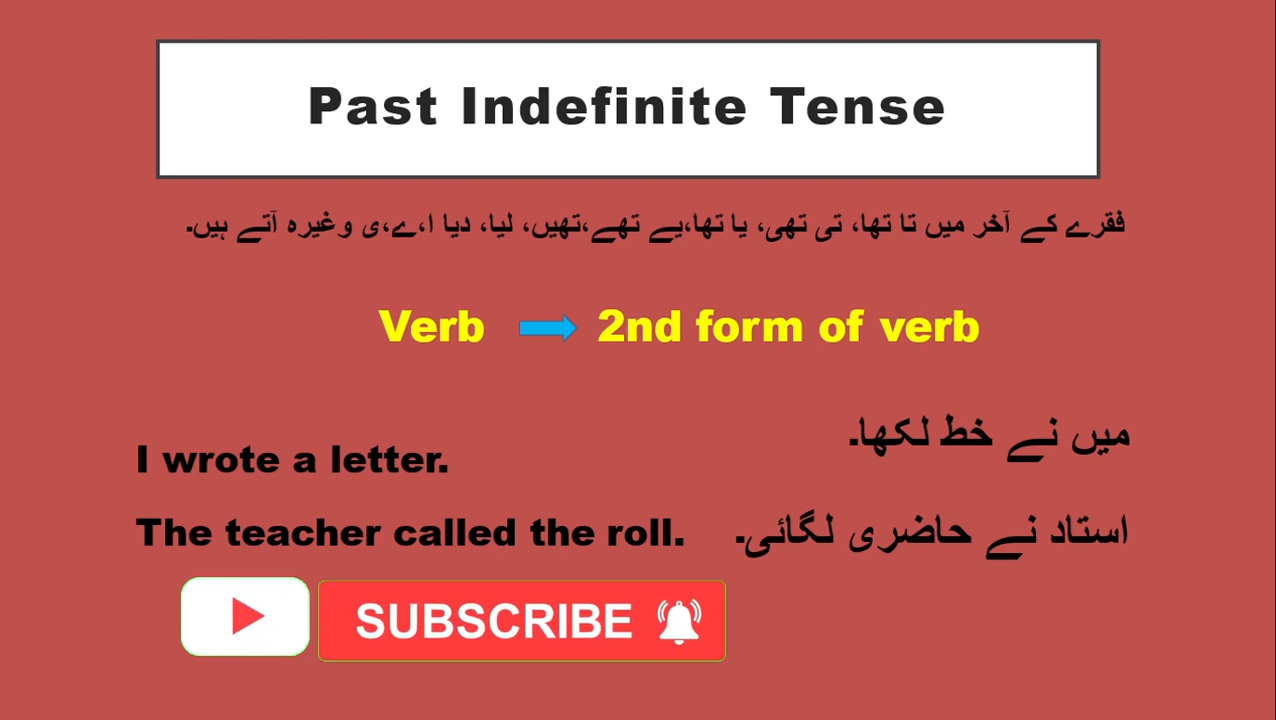 Past Indefinite Tense
فقرے کے آخر میں تا تھا، تی تھی، یا تھا،یے تھے،تھیں، لیا، دیا ا،ے،ی وغیرہ آتے ہیں۔
Verb 2nd form of verb
میں نے خط لکھا۔
I wrote a letter.
The teacher called the roll. استاد نے حاضری لگائی۔
SUBSCRIBE